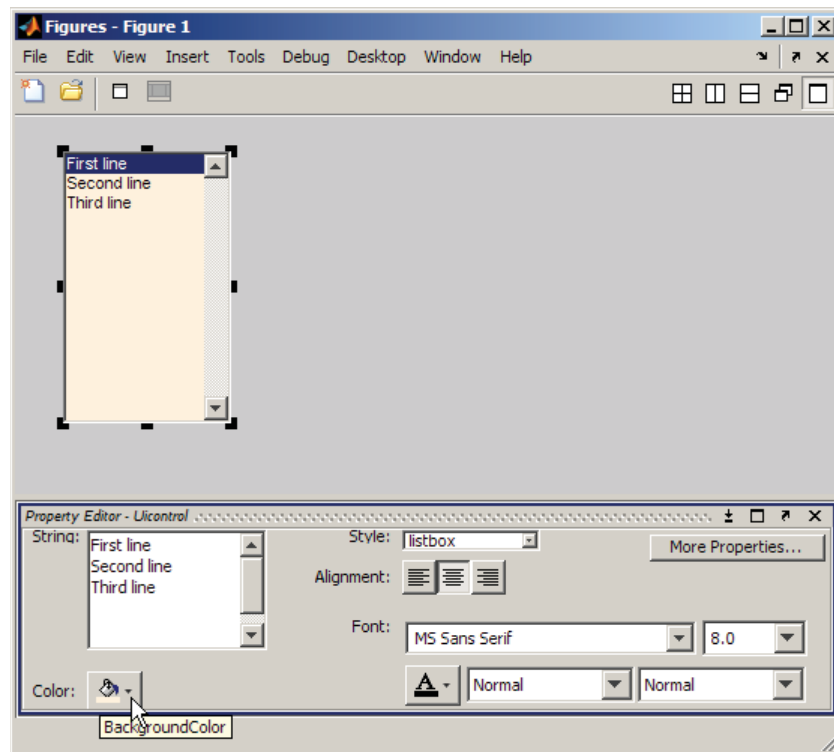 Figures - Figure 1
File Edit View Insert Tools Debug Desktop Window Help
First line
Second line
Third line
Property Editor - Uicontrol
String:
First line
Second line
Third line
Style: listbox
More Properties...
Alignment:
Font: MS Sans Serif 8.0
Color:
A Normal Normal
BackgroundColor